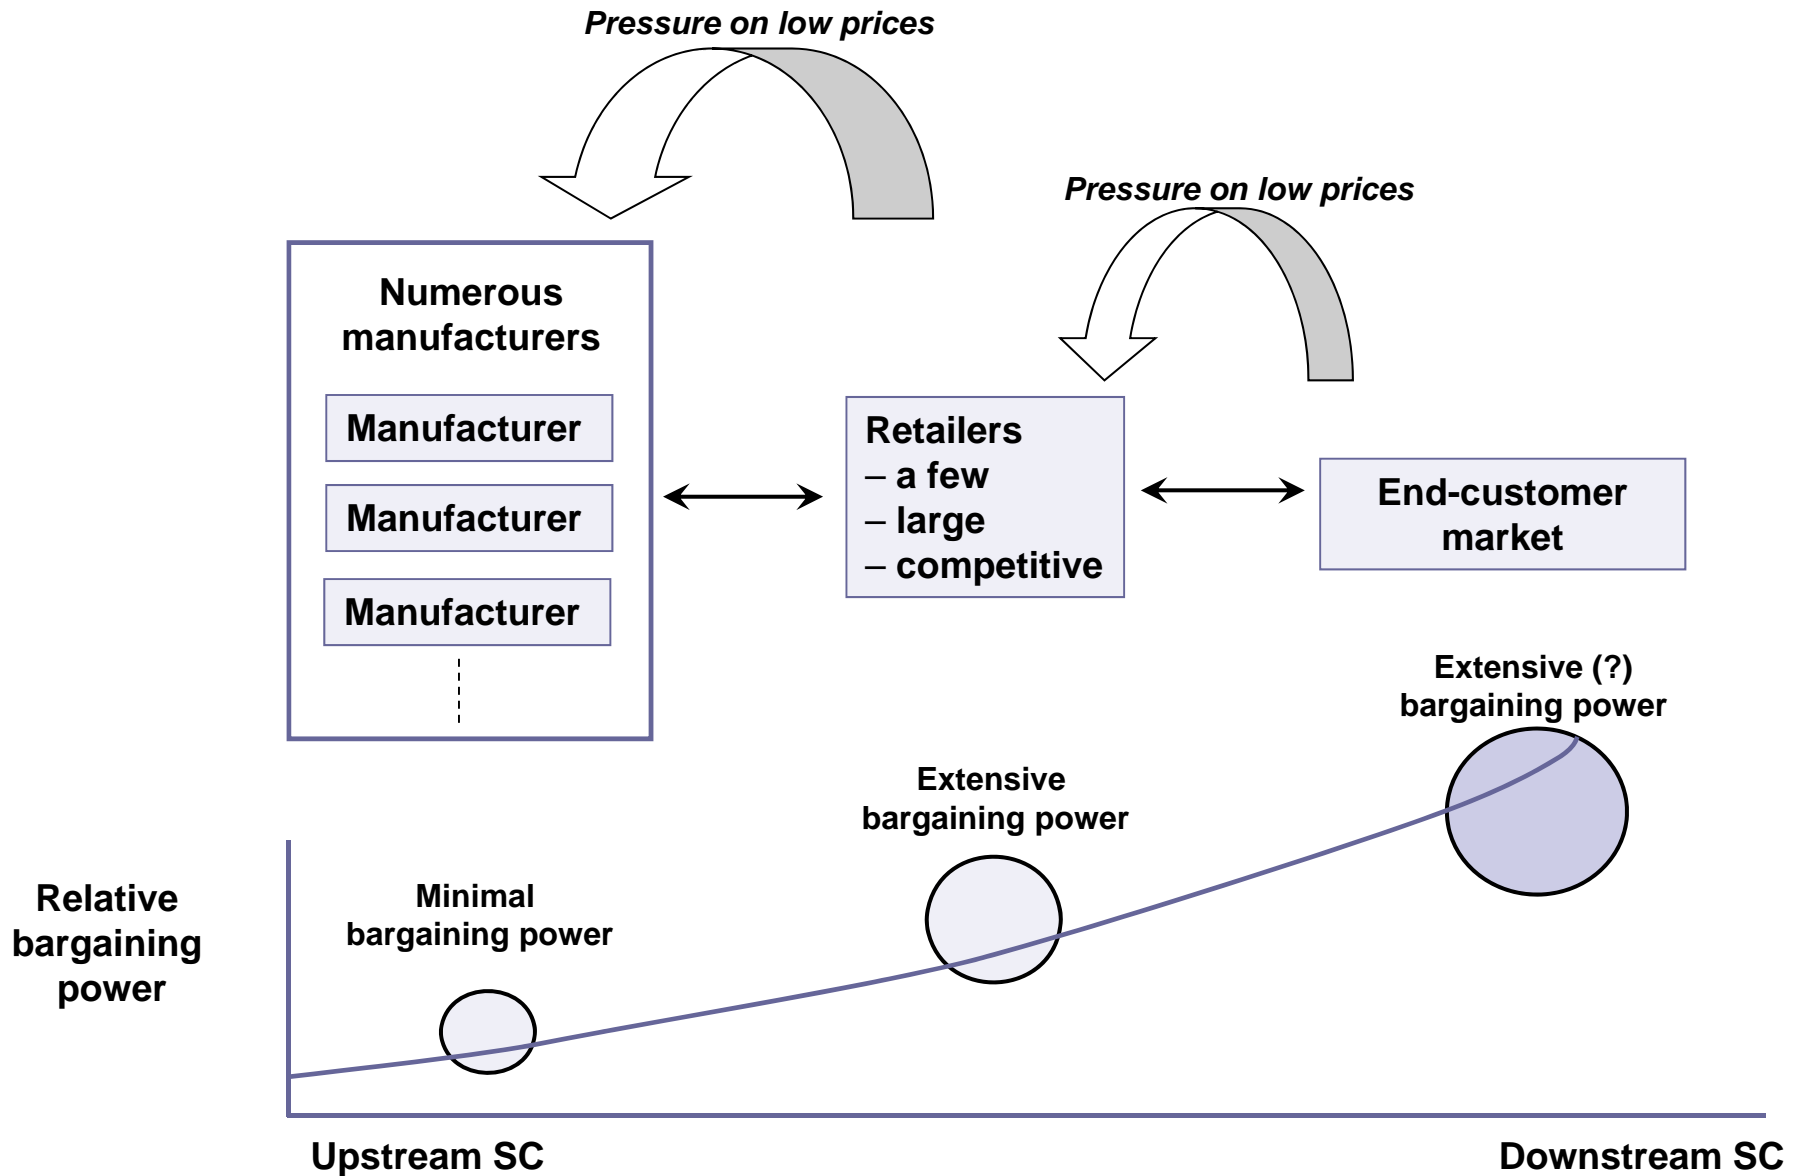 Pressure on low prices
Pressure on low prices
Numerous
manufacturers
Manufacturer
Manufacturer
Manufacturer
Retailers
– a few
– large
– competitive
End-customer
market
Extensive (?)
bargaining power
Extensive
bargaining power
Minimal
bargaining power
Relative
bargaining
power
Upstream SC
Downstream SC